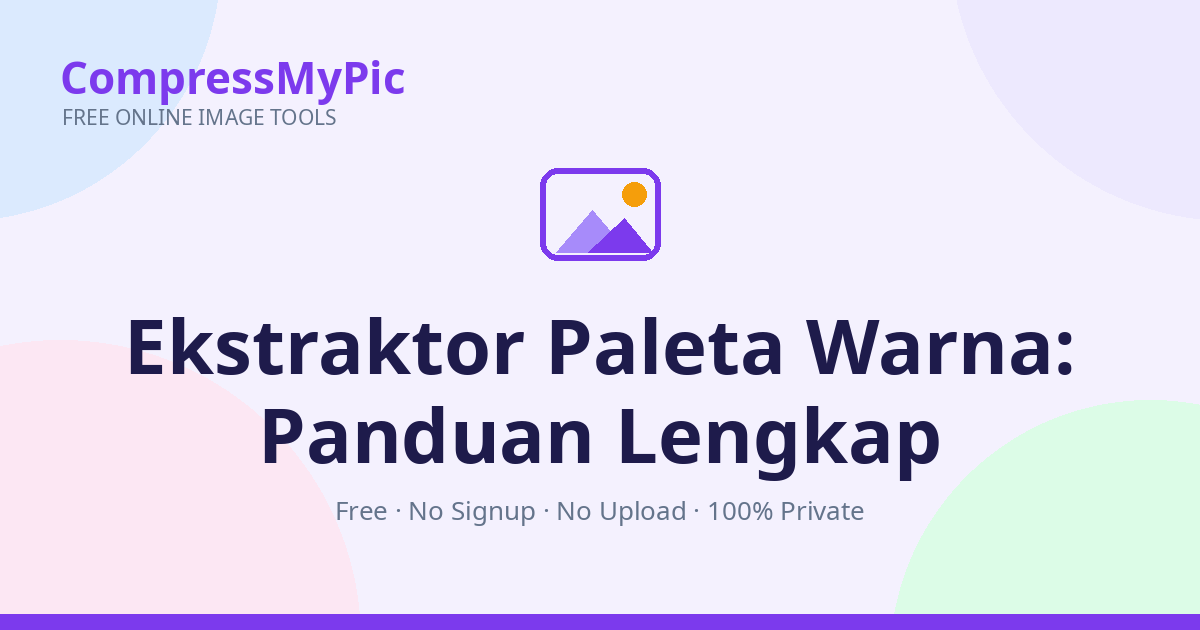 CompressMyPic
FREE ONLINE IMAGE TOOLS
Ekstraktor Paleta Warna:
Panduan Lengkap
Free · No Signup · No Upload · 100% Private